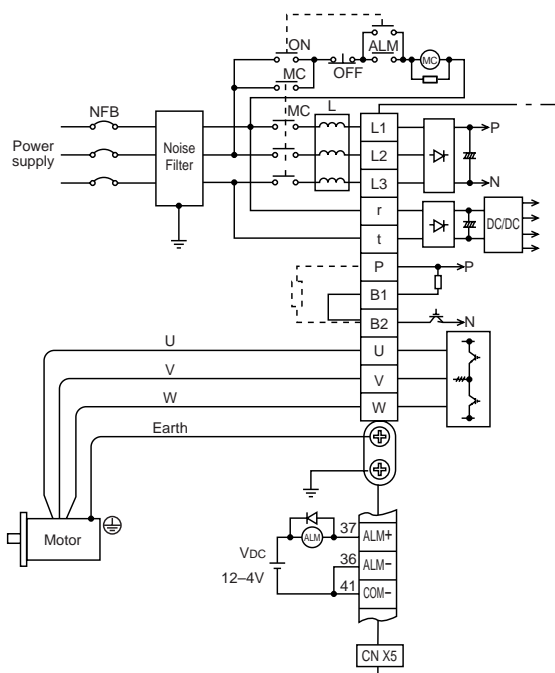 ON
ALM
MC
OFF
MC
NFB
MC
L
Power
supply
Noise
Filter
L1
P
L2
L3
N
r
t
DC/DC
P
P
B1
B2
N
U
U
V
V
W
W
Earth
Motor
VDC
12–4V
ALM
37
ALM+
36
ALM–
41
COM–
CN X5